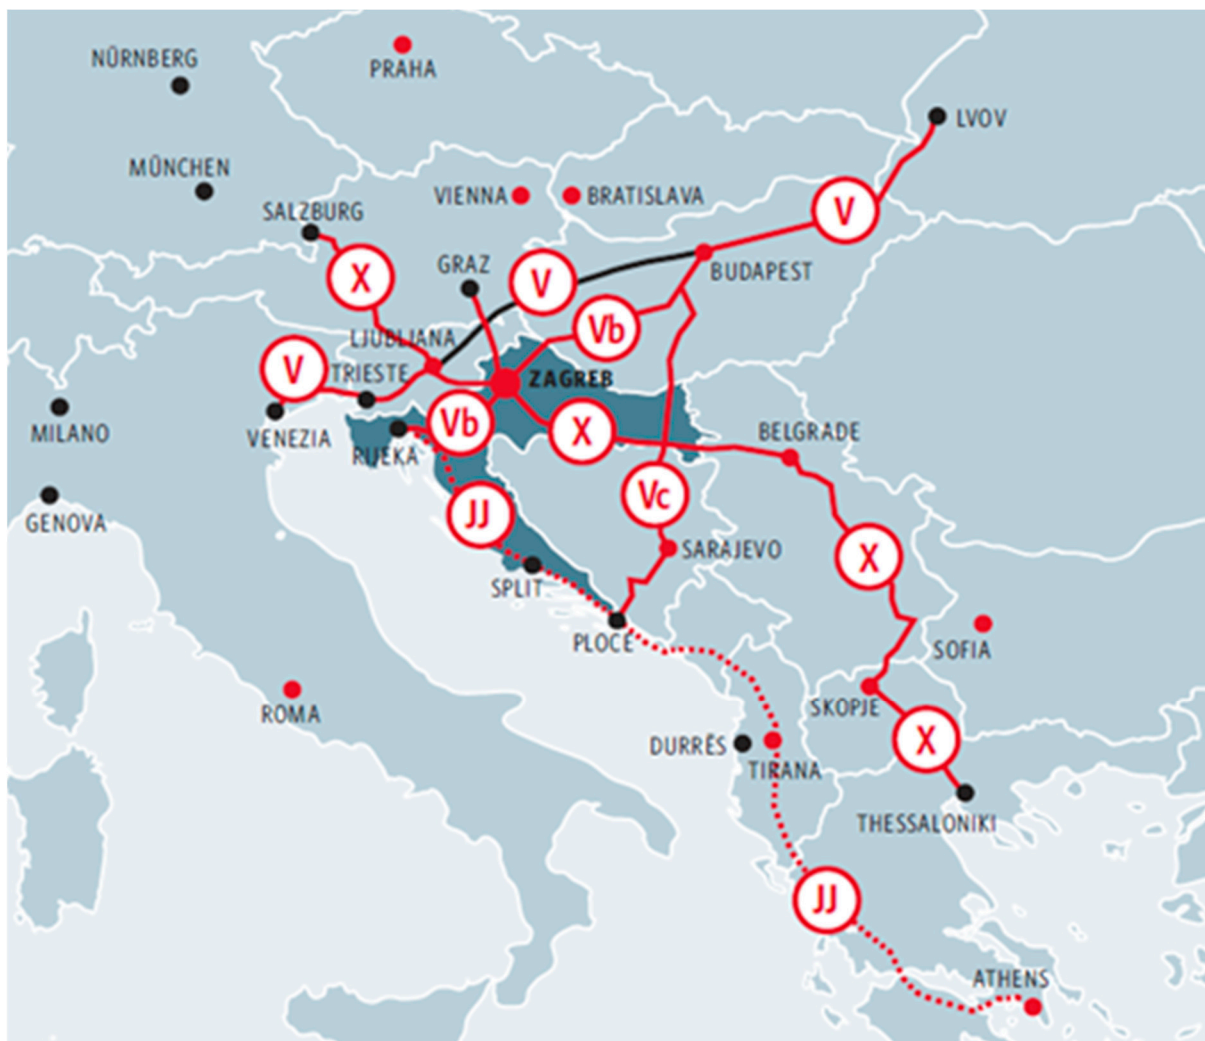 PRAHA
NÜRNBERG
LVOV
MÜNCHEN
VIENNA
BRATISLAVA
V
SALZBURG
X
GRAZ
BUDAPEST
V
Vb
LJUBLJANA
V
TRIESTE
ZAGREB
MILANO
VENEZIA
Vb
X
BELGRADE
RIJEKA
Vc
GENOVA
JJ
SARAJEVO
X
SPLIT
PLOCE
SOFIA
ROMA
SKOPJE
DURRËS
X
TIRANA
THESSALONIKI
JJ
ATHENS